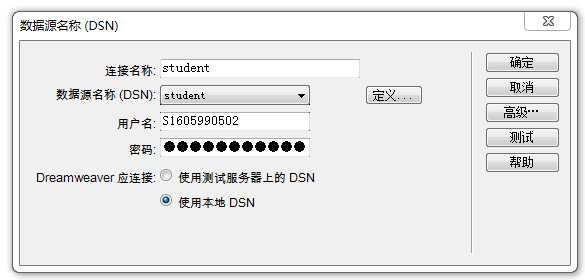 数据源名称 (DSN)
连接名称: student
数据源名称 (DSN): student 定义...
用户名: S1605990502
密码: ●●●●●●●●●●●
Dreamweaver 应连接: 使用测试服务器上的 DSN
使用本地 DSN
确定
取消
高级…
测试
帮助